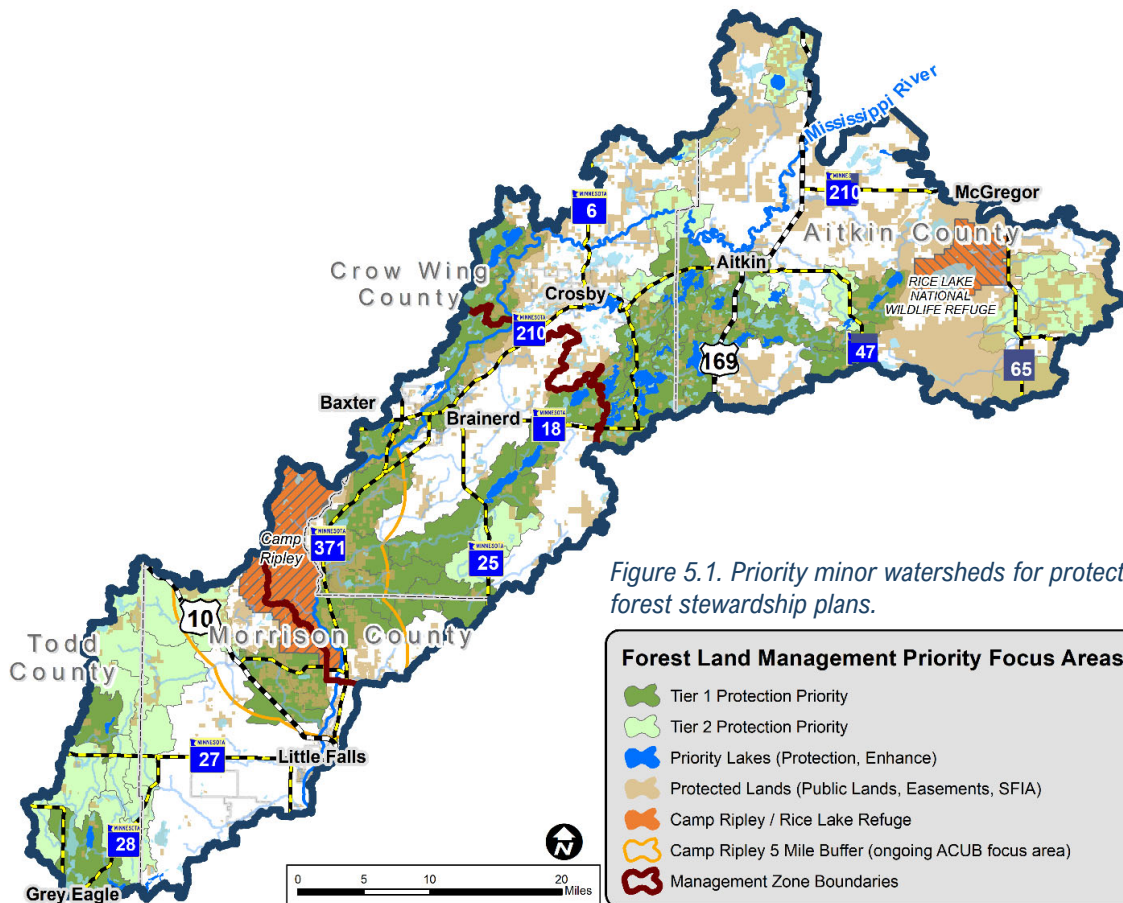 Mississippi River
MINNESOTA
6
MINNE
210
McGregor
Aitkin County
Aitkin
RICE LAKE
NATIONAL
WILDLIFE REFUGE
Crow Wing
County
Crosby
MINNESOTA
210
169
47
65
Baxter
Brainerd
MINNESOTA
18
Camp
Ripley
MINNESOTA
371
MINNESOTA
25
10
Todd
County
Morrison County
MINNESOTA
27
Little Falls
MINNESOTA
28
Grey Eagle
Figure 5.1. Priority minor watersheds for protect
forest stewardship plans.
Forest Land Management Priority Focus Areas
Tier 1 Protection Priority
Tier 2 Protection Priority
Priority Lakes (Protection, Enhance)
Protected Lands (Public Lands, Easements, SFIA)
Camp Ripley / Rice Lake Refuge
Camp Ripley 5 Mile Buffer (ongoing ACUB focus area)
Management Zone Boundaries
0 5 10 20
Miles